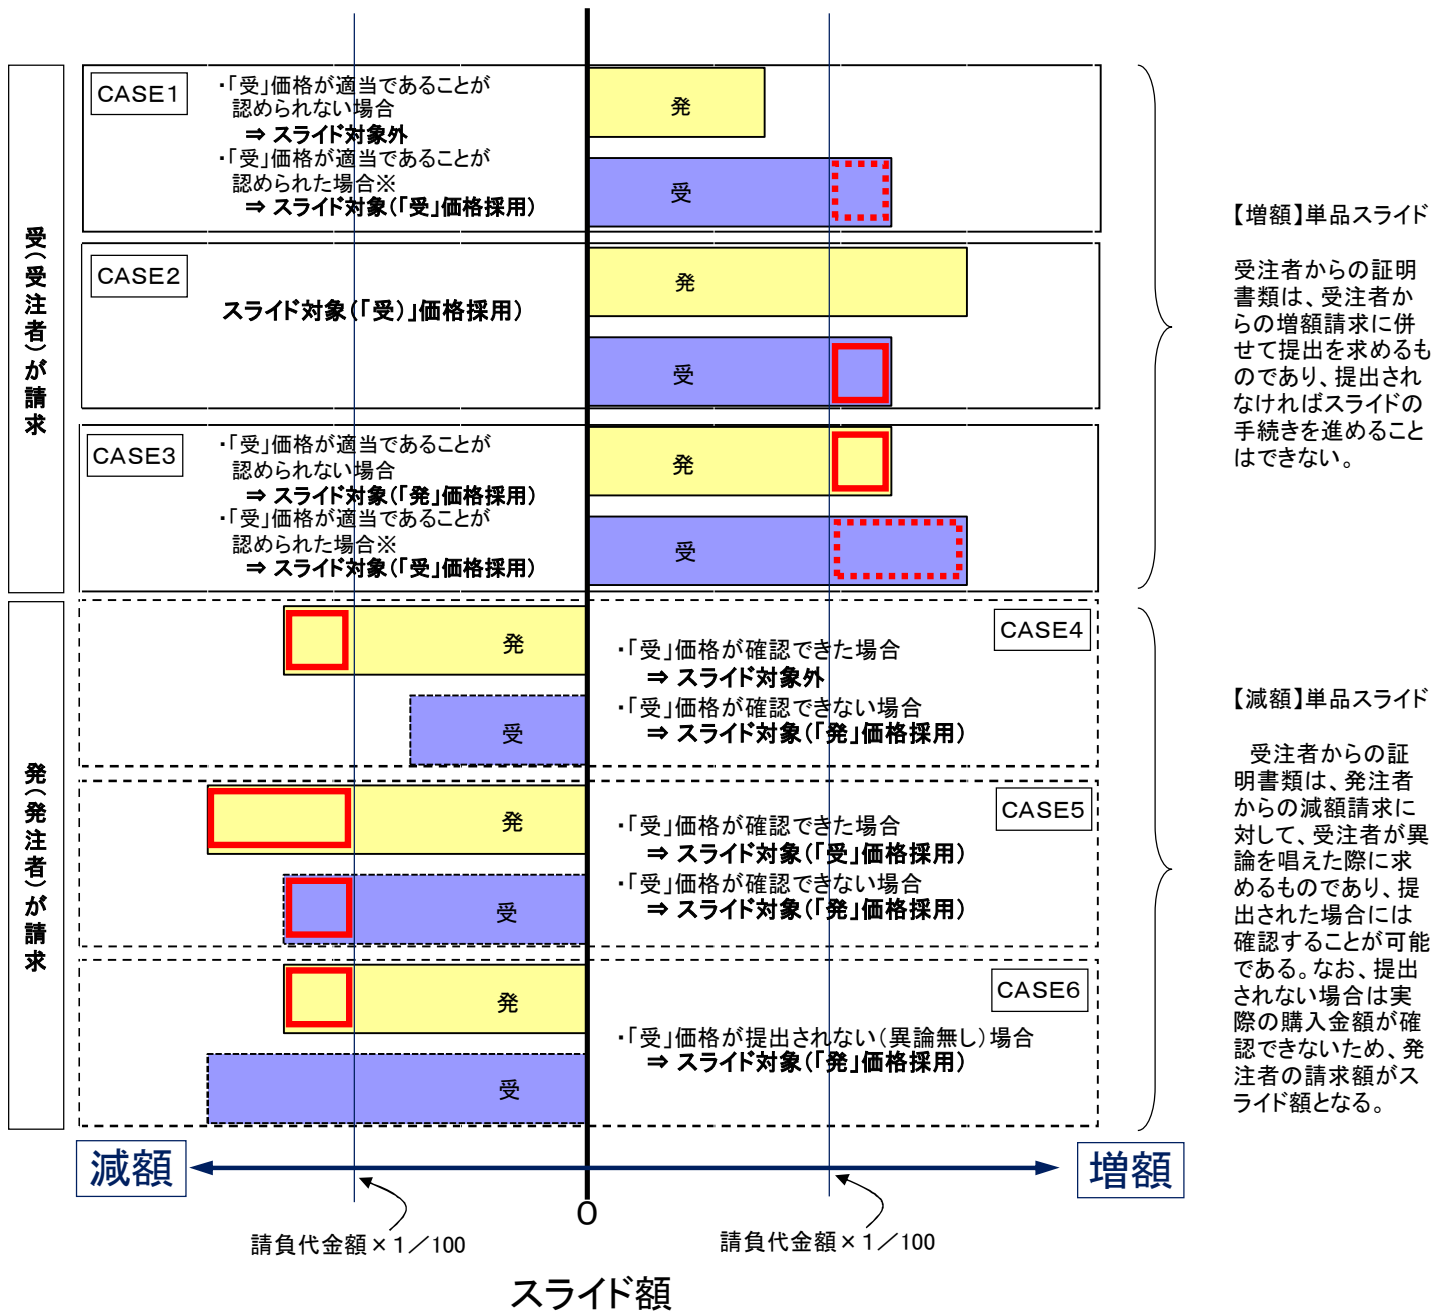 受(受注者)が請求
CASE1
・「受」価格が適当であることが
認められない場合
⇒ スライド対象外
・「受」価格が適当であることが
認められた場合※
⇒ スライド対象(「受」価格採用)
発
受
CASE2
スライド対象(「受)」価格採用)
発
受
CASE3
・「受」価格が適当であることが
認められない場合
⇒ スライド対象(「発」価格採用)
・「受」価格が適当であることが
認められた場合※
⇒ スライド対象(「受」価格採用)
発
受
【増額】単品スライド
受注者からの証明
書類は、受注者か
らの増額請求に併
せて提出を求めるも
のであり、提出され
なければスライドの
手続きを進めること
はできない。
発(発注者)が請求
発
受
CASE4
・「受」価格が確認できた場合
⇒ スライド対象外
・「受」価格が確認できない場合
⇒ スライド対象(「発」価格採用)
発
受
CASE5
・「受」価格が確認できた場合
⇒ スライド対象(「受」価格採用)
・「受」価格が確認できない場合
⇒ スライド対象(「発」価格採用)
発
受
CASE6
・「受」価格が提出されない(異論無し)場合
⇒ スライド対象(「発」価格採用)
【減額】単品スライド
受注者からの証
明書類は、発注者
からの減額請求に
対して、受注者が異
論を唱えた際に求
めるものであり、提
出された場合には
確認することが可能
である。なお、提出
されない場合は実
際の購入金額が確
認できないため、発
注者の請求額がス
ライド額となる。
減額
増額
0
請負代金額×1/100
請負代金額×1/100
スライド額